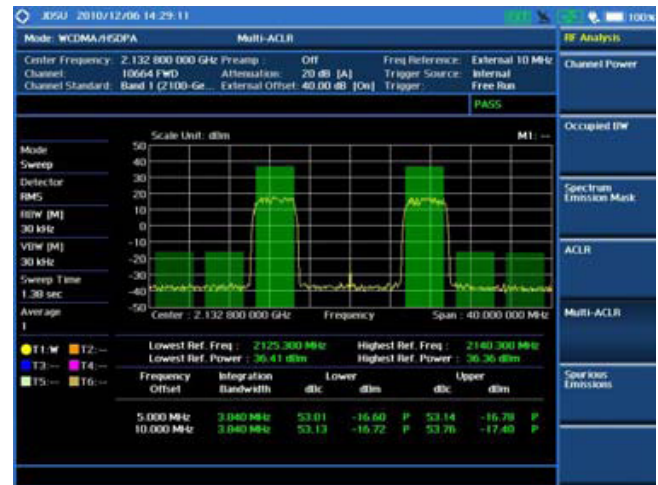 JDSU 2010/12/06 14:29:11
100%
Mode: WCDMA/HSDPA Multi-ACLR
RF Analysis
Center Frequency: 2.132 800 000 GHz Preamp : Off Freq Reference: External 10 MHz
Channel: 10664 FWD Attenuation: 20 dB [A] Trigger Source: Internal
Channel Standard: Band 1 (2100-Ge... External Offset: 40.00 dB [On] Trigger: Free Run
PASS
Channel Power
Occupied BW
Spectrum
Emission Mask
ACLR
Multi-ACLR
Spurious
Emissions
Scale Unit: dBm M1: --
Mode
Sweep
Detector
RMS
RBW [M]
30 kHz
VBW [M]
30 kHz
Sweep Time
1.38 sec
Average
1
50
40
30
20
10
0
-10
-20
-30
-40
-50
Center : 2.132 800 000 GHz Frequency Span : 40.000 000 MHz
T1:W T2:--
T3:-- T4:--
T5:-- T6:--
Lowest Ref. Freq : 2125.300 MHz Highest Ref. Freq : 2140.300 MHz
Lowest Ref. Power : 36.41 dBm Highest Ref. Power : 36.36 dBm
Frequency Integration Lower Upper
Offset Bandwidth dBc dBm dBc dBm
5.000 MHz 3.840 MHz 53.01 -16.60 P 53.14 -16.78 P
10.000 MHz 3.840 MHz 53.13 -16.72 P 53.76 -17.40 P